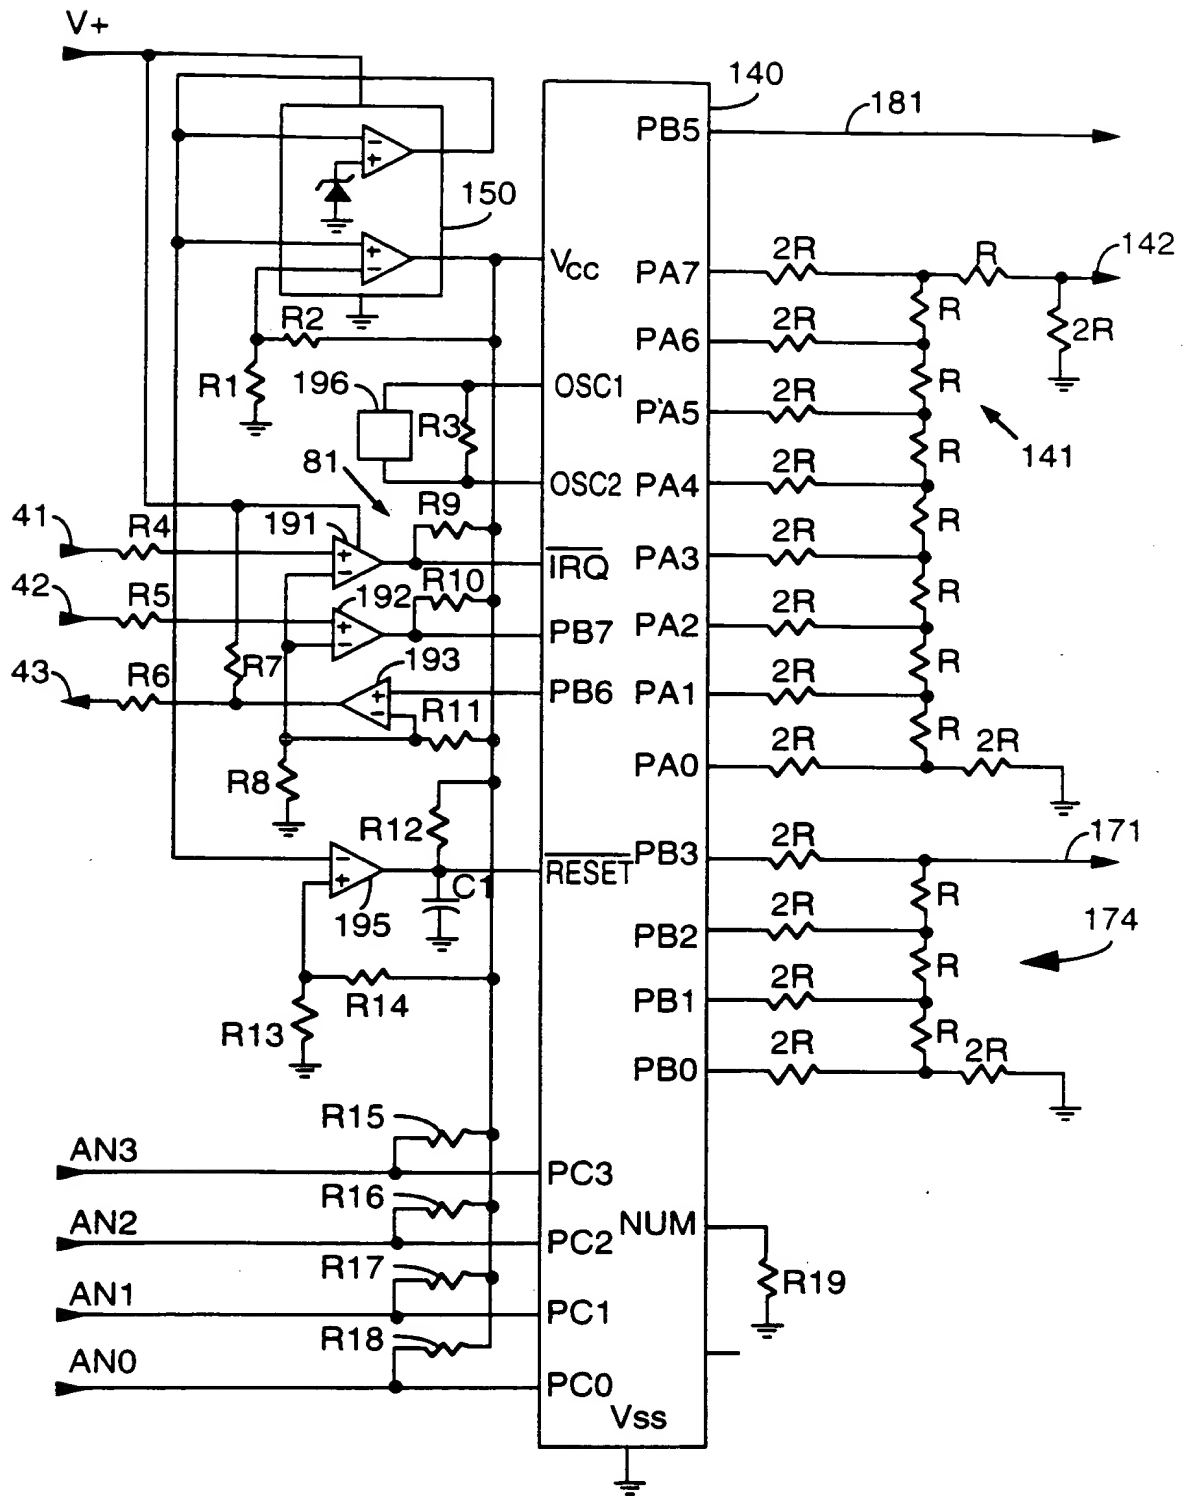 V+
140
PB5
181
150
VCC
PA7
2R
R
142
R2
PA6
2R
R
2R
R1
196
OSC1
R3
PA5
2R
R
141
81
OSC2
PA4
2R
R
41
R4
191
R9
IRQ
PA3
2R
R
42
R5
192
R10
PB7
PA2
2R
R
43
R6
R7
193
PB6
PA1
2R
R
R11
R8
PA0
2R
R
2R
R12
RESET
PB3
2R
171
C1
195
R
PB2
2R
174
R14
R
PB1
2R
R13
R
PB0
2R
2R
R15
AN3
PC3
R16
AN2
PC2
NUM
R17
R19
AN1
PC1
R18
AN0
PC0
Vss